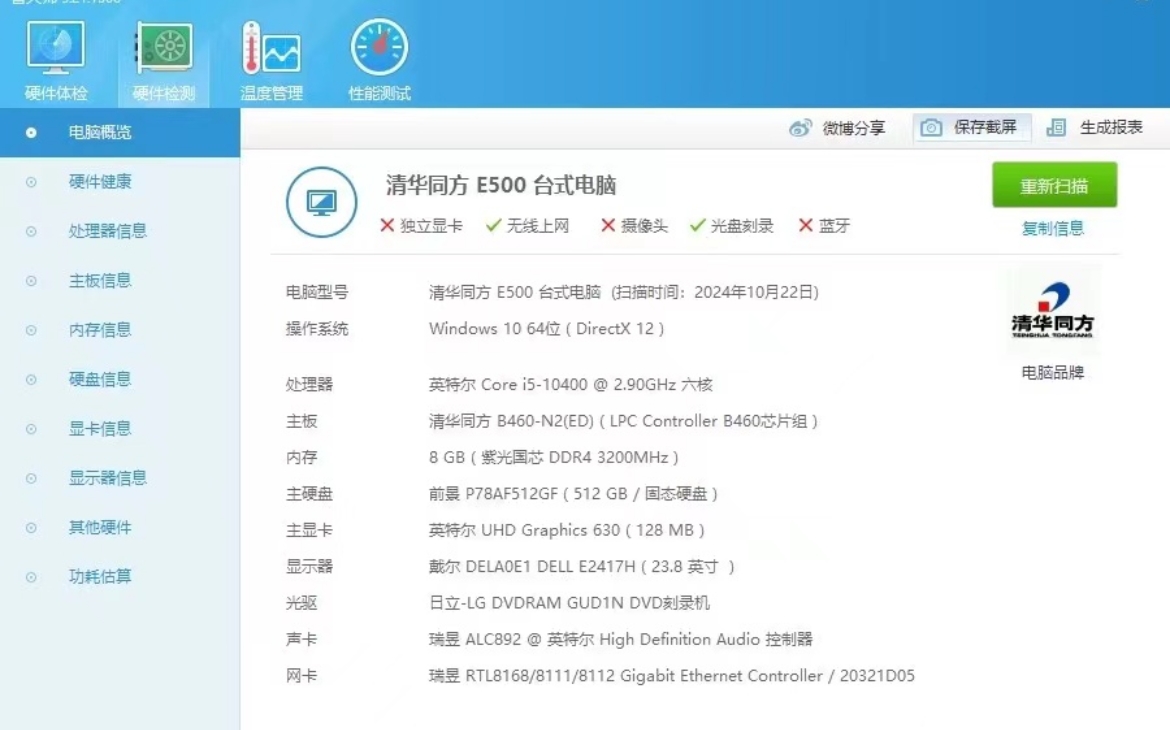 硬件体检 硬件检测 温度管理 性能测试
电脑概览
硬件健康
处理器信息
主板信息
内存信息
硬盘信息
显卡信息
显示器信息
其他硬件
功耗估算
微博分享 保存截屏 生成报表
清华同方 E500 台式电脑
独立显卡 无线上网 摄像头 光盘刻录 蓝牙
重新扫描
复制信息
电脑型号 清华同方 E500 台式电脑 (扫描时间：2024年10月22日)
操作系统 Windows 10 64位 ( DirectX 12 )
处理器 英特尔 Core i5-10400 @ 2.90GHz 六核
主板 清华同方 B460-N2(ED) ( LPC Controller B460芯片组 )
内存 8 GB ( 紫光国芯 DDR4 3200MHz )
主硬盘 前景 P78AF512GF ( 512 GB / 固态硬盘 )
主显卡 英特尔 UHD Graphics 630 ( 128 MB )
显示器 戴尔 DELA0E1 DELL E2417H ( 23.8 英寸 )
光驱 日立-LG DVDRAM GUD1N DVD刻录机
声卡 瑞昱 ALC892 @ 英特尔 High Definition Audio 控制器
网卡 瑞昱 RTL8168/8111/8112 Gigabit Ethernet Controller / 20321D05
清华同方
TSINGHUA TONGFANG
电脑品牌